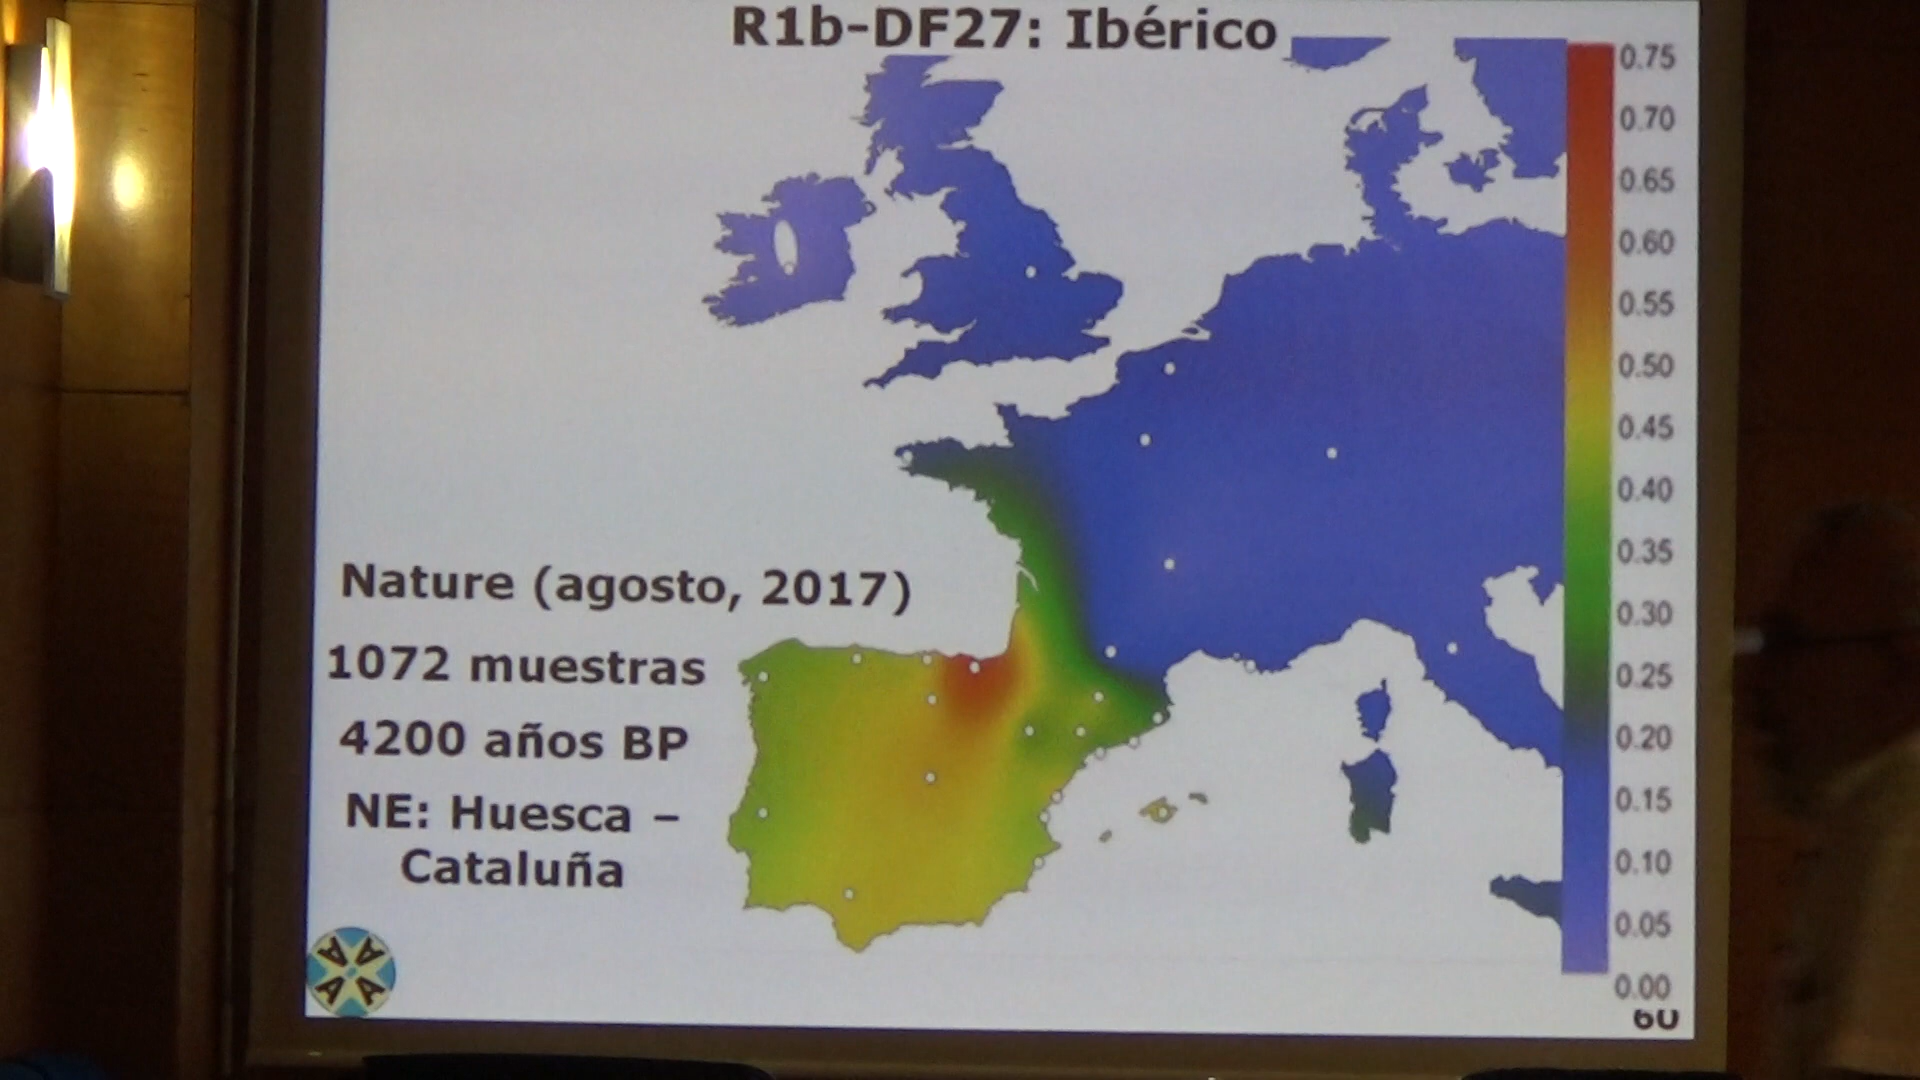 R1b-DF27: Ibérico
0.75
0.70
0.65
0.60
0.55
0.50
0.45
0.40
0.35
0.30
0.25
0.20
0.15
0.10
0.05
0.00
Nature (agosto, 2017)
1072 muestras
4200 años BP
NE: Huesca –
Cataluña
A A
A A
60